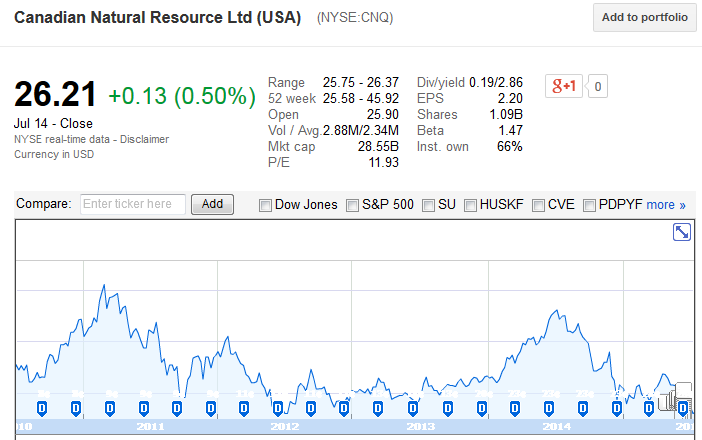 Canadian Natural Resource Ltd (USA) (NYSE:CNQ)
Add to portfolio
26.21 +0.13 (0.50%)
Jul 14 - Close
NYSE real-time data - Disclaimer
Currency in USD
Range 25.75 - 26.37
52 week 25.58 - 45.92
Open 25.90
Vol / Avg. 2.88M/2.34M
Mkt cap 28.55B
P/E 11.93
Div/yield 0.19/2.86
EPS 2.20
Shares 1.09B
Beta 1.47
Inst. own 66%
g+1 0
Compare: Enter ticker here Add Dow Jones S&P 500 SU HUSKF CVE PDPYF more »
D D D D D D D D D D D D D D D D D D D D
2011 2012 2013 2014